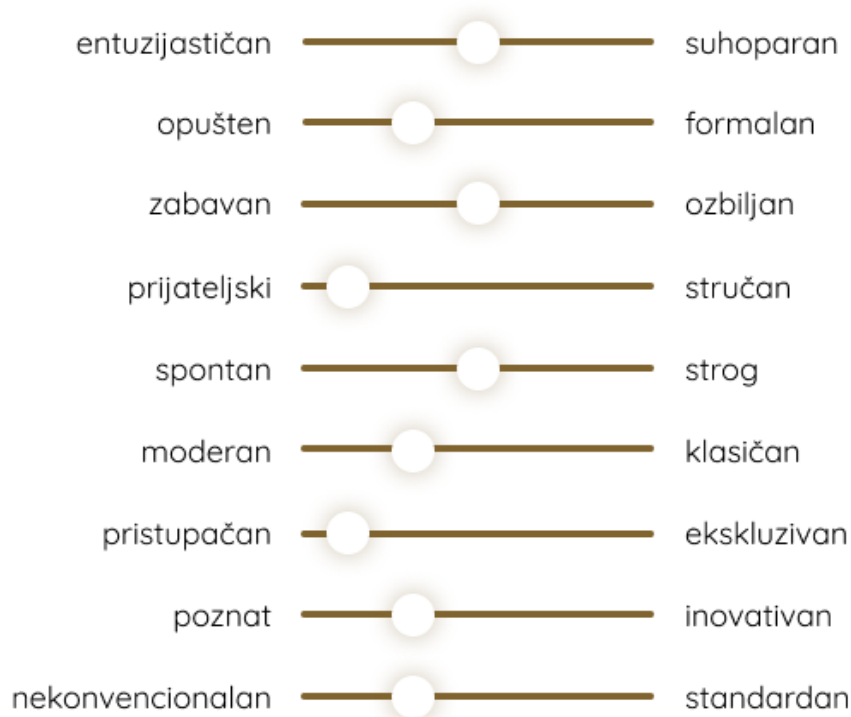 entuzijastičan suhoparan
opušten formalan
zabavan ozbiljan
prijateljski stručan
spontan strog
moderan klasičan
pristupačan ekskluzivan
poznat inovativan
nekonvencionalan standardan